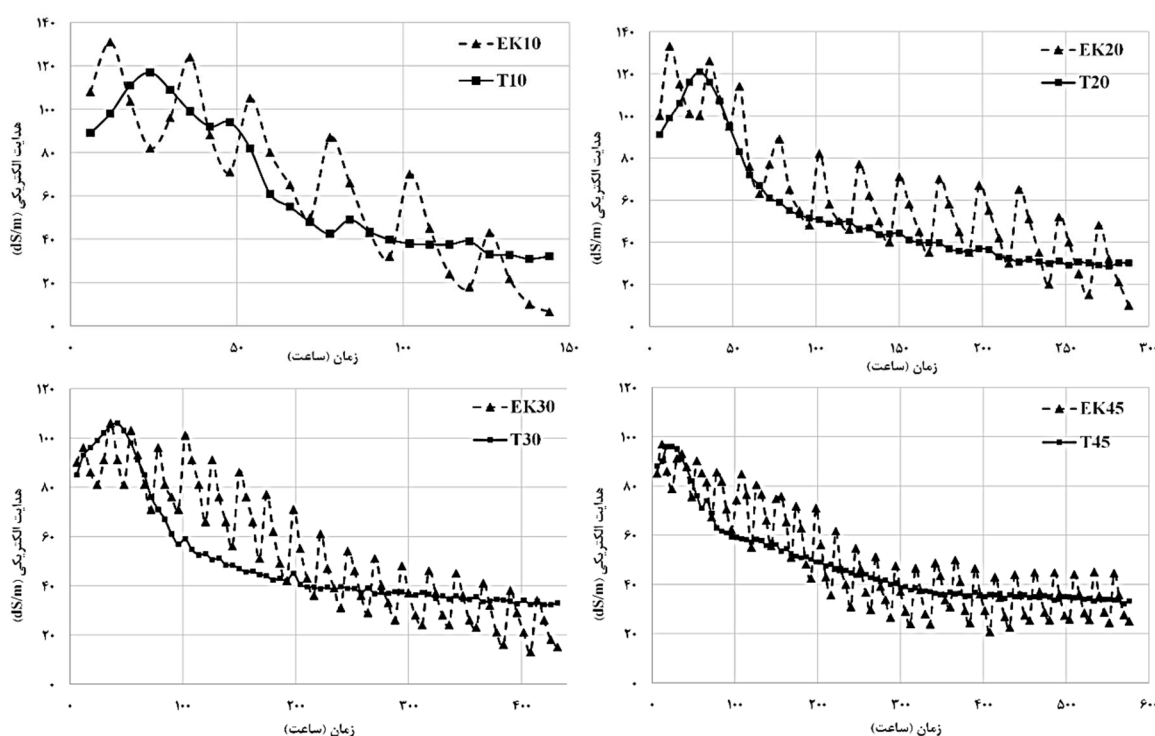 هدایت الکتریکی (dS/m)
۱۴۰
۱۲۰
۱۰۰
۸۰
۶۰
۴۰
۲۰
۰
EK10
T10
۰ ۵۰ ۱۰۰ ۱۵۰
زمان (ساعت)
هدایت الکتریکی (dS/m)
۱۴۰
۱۲۰
۱۰۰
۸۰
۶۰
۴۰
۲۰
۰
EK20
T20
۰ ۵۰ ۱۰۰ ۱۵۰ ۲۰۰ ۲۵۰ ۳۰۰
زمان (ساعت)
هدایت الکتریکی (dS/m)
۱۲۰
۱۰۰
۸۰
۶۰
۴۰
۲۰
۰
EK30
T30
۰ ۱۰۰ ۲۰۰ ۳۰۰ ۴۰۰
زمان (ساعت)
هدایت الکتریکی (dS/m)
۱۲۰
۱۰۰
۸۰
۶۰
۴۰
۲۰
۰
EK45
T45
۰ ۱۰۰ ۲۰۰ ۳۰۰ ۴۰۰ ۵۰۰ ۶۰۰
زمان (ساعت)